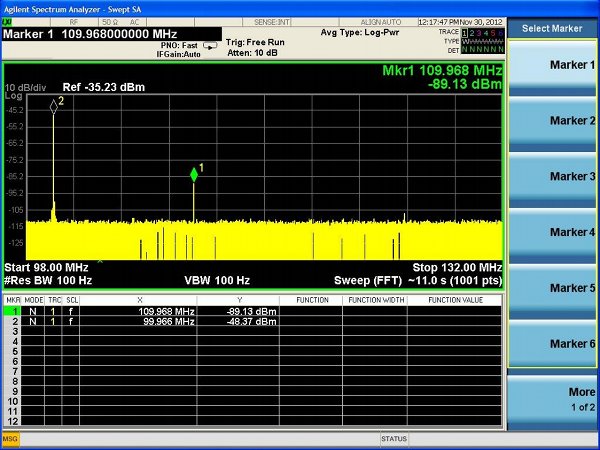 Agilent Spectrum Analyzer - Swept SA
LXI RF 50 Ω AC SENSE:INT ALIGN AUTO 12:17:47 PM Nov 30, 2012
Marker 1 109.968000000 MHz
PNO: Fast
IFGain:Auto
Trig: Free Run
Atten: 10 dB
Avg Type: Log-Pwr
TRACE 1 2 3 4 5 6
TYPE
DET N N N N N N
Mkr1 109.968 MHz
-89.13 dBm
10 dB/div
Log
Ref -35.23 dBm
2
1
-45.2
-55.2
-65.2
-75.2
-85.2
-95.2
-105
-115
-125
Start 98.00 MHz
Stop 132.00 MHz
#Res BW 100 Hz
VBW 100 Hz
Sweep (FFT) ~11.0 s (1001 pts)
MKR MODE TRC SCL X Y FUNCTION FUNCTION WIDTH FUNCTION VALUE
1 N 1 f 109.968 MHz -89.13 dBm
2 N 1 f 99.966 MHz -48.37 dBm
3
4
5
6
7
8
9
10
11
12
MSG
STATUS
Select Marker
Marker 1
Marker 2
Marker 3
Marker 4
Marker 5
Marker 6
More
1 of 2